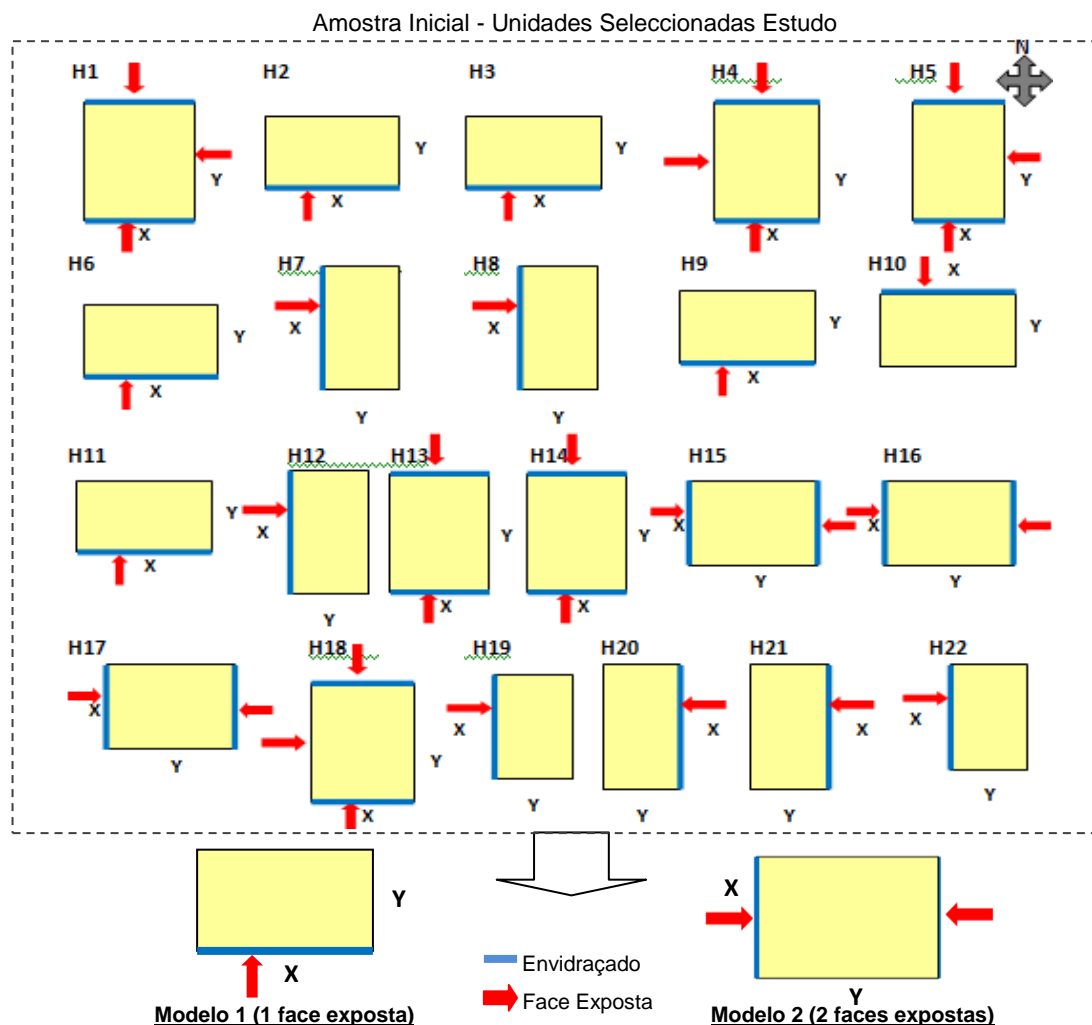 Amostra Inicial - Unidades Seleccionadas Estudo
N
H1 H2 H3 H4 H5
Y Y Y Y Y
X X X X X
H6 H7 H8 H9 H10 X
Y X X Y Y
X X
Y Y
H11 H12 H13 H14 H15 H16
Y X Y Y X X
X Y X X Y Y
H17 H18 H19 H20 H21 H22
X X X X X
Y Y
X Y Y Y Y
Y Y
X
X
Envidraçado
Face Exposta
Y
Modelo 1 (1 face exposta) Modelo 2 (2 faces expostas)